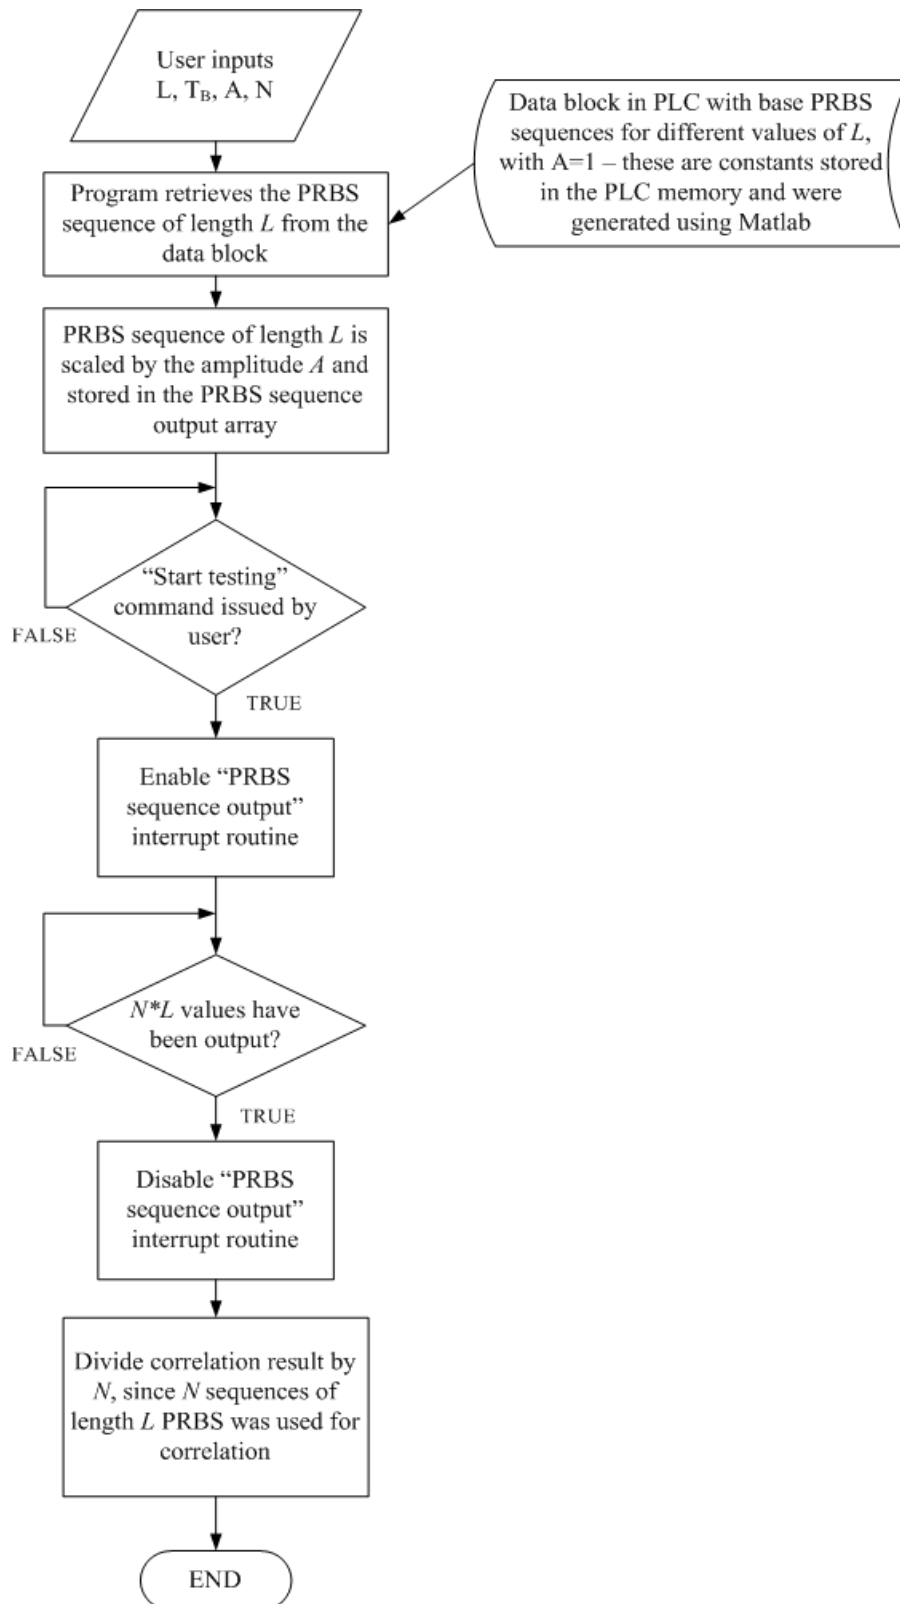 User inputs
L, TB, A, N
Data block in PLC with base PRBS
sequences for different values of L,
with A=1 – these are constants stored
in the PLC memory and were
generated using Matlab
Program retrieves the PRBS
sequence of length L from the
data block
PRBS sequence of length L is
scaled by the amplitude A and
stored in the PRBS sequence
output array
“Start testing”
command issued by
user?
FALSE
TRUE
Enable “PRBS
sequence output”
interrupt routine
N*L values have
been output?
FALSE
TRUE
Disable “PRBS
sequence output”
interrupt routine
Divide correlation result by
N, since N sequences of
length L PRBS was used for
correlation
END